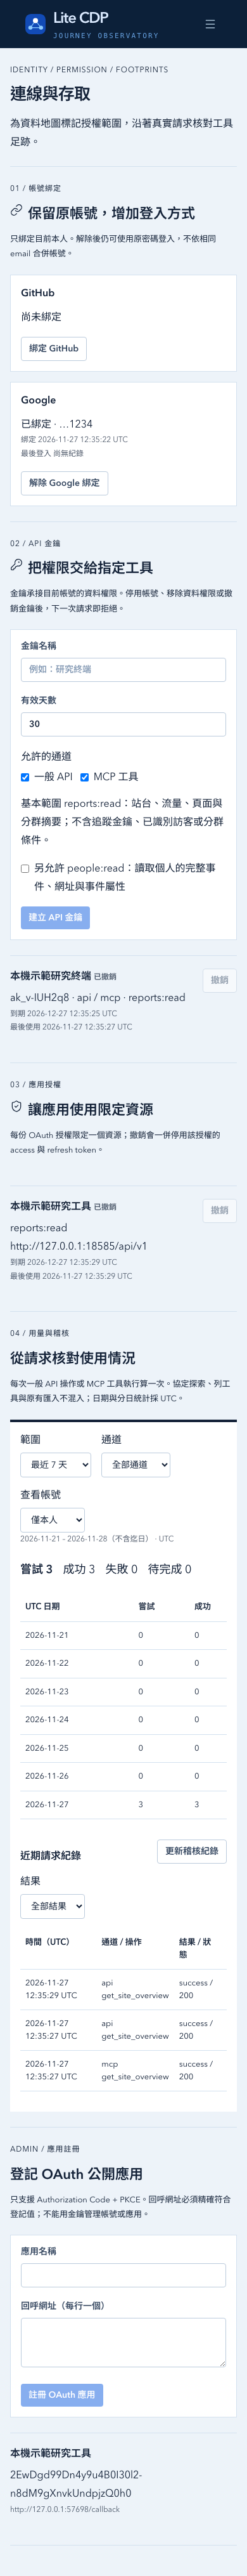 Lite CDP
JOURNEY OBSERVATORY
IDENTITY / PERMISSION / FOOTPRINTS
連線與存取
為資料地圖標記授權範圍，沿著真實請求核對工具
足跡。
01 / 帳號綁定
保留原帳號，增加登入方式
只綁定目前本人。解除後仍可使用原密碼登入，不依相同
email 合併帳號。
GitHub
尚未綁定
綁定 GitHub
Google
已綁定 · …1234
綁定 2026-11-27 12:35:22 UTC
最後登入 尚無紀錄
解除 Google 綁定
02 / API 金鑰
把權限交給指定工具
金鑰承接目前帳號的資料權限。停用帳號、移除資料權限或撤
銷金鑰後，下一次請求即拒絕。
金鑰名稱
例如：研究終端
有效天數
30
允許的通道
一般 API MCP 工具
基本範圍 reports:read：站台、流量、頁面與
分群摘要；不含追蹤金鑰、已識別訪客或分群
條件。
另允許 people:read：讀取個人的完整事
件、網址與事件屬性
建立 API 金鑰
本機示範研究終端 已撤銷
撤銷
ak_v-IUH2q8 · api / mcp · reports:read
到期 2026-12-27 12:35:25 UTC
最後使用 2026-11-27 12:35:27 UTC
03 / 應用授權
讓應用使用限定資源
每份 OAuth 授權限定一個資源；撤銷會一併停用該授權的
access 與 refresh token。
本機示範研究工具 已撤銷
撤銷
reports:read
http://127.0.0.1:18585/api/v1
到期 2026-12-27 12:35:29 UTC
最後使用 2026-11-27 12:35:29 UTC
04 / 用量與稽核
從請求核對使用情況
每次一般 API 操作或 MCP 工具執行算一次。協定探索、列工
具與原有匯入不混入；日期與分日統計採 UTC。
範圍 通道
最近 7 天 全部通道
查看帳號
僅本人
2026-11-21 – 2026-11-28（不含迄日） · UTC
嘗試 3 成功 3 失敗 0 待完成 0
UTC 日期 嘗試 成功
2026-11-21 0 0
2026-11-22 0 0
2026-11-23 0 0
2026-11-24 0 0
2026-11-25 0 0
2026-11-26 0 0
2026-11-27 3 3
近期請求紀錄
更新稽核紀錄
結果
全部結果
時間（UTC） 通道 / 操作 結果 / 狀
態
2026-11-27 api success /
12:35:29 UTC get_site_overview 200
2026-11-27 api success /
12:35:27 UTC get_site_overview 200
2026-11-27 mcp success /
12:35:27 UTC get_site_overview 200
ADMIN / 應用註冊
登記 OAuth 公開應用
只支援 Authorization Code + PKCE。回呼網址必須精確符合
登記值；不能用金鑰管理帳號或應用。
應用名稱
回呼網址（每行一個）
註冊 OAuth 應用
本機示範研究工具
2EwDgd99Dn4y9u4B0I30l2-
n8dM9gXnvkUndpjzQ0h0
http://127.0.0.1:57698/callback